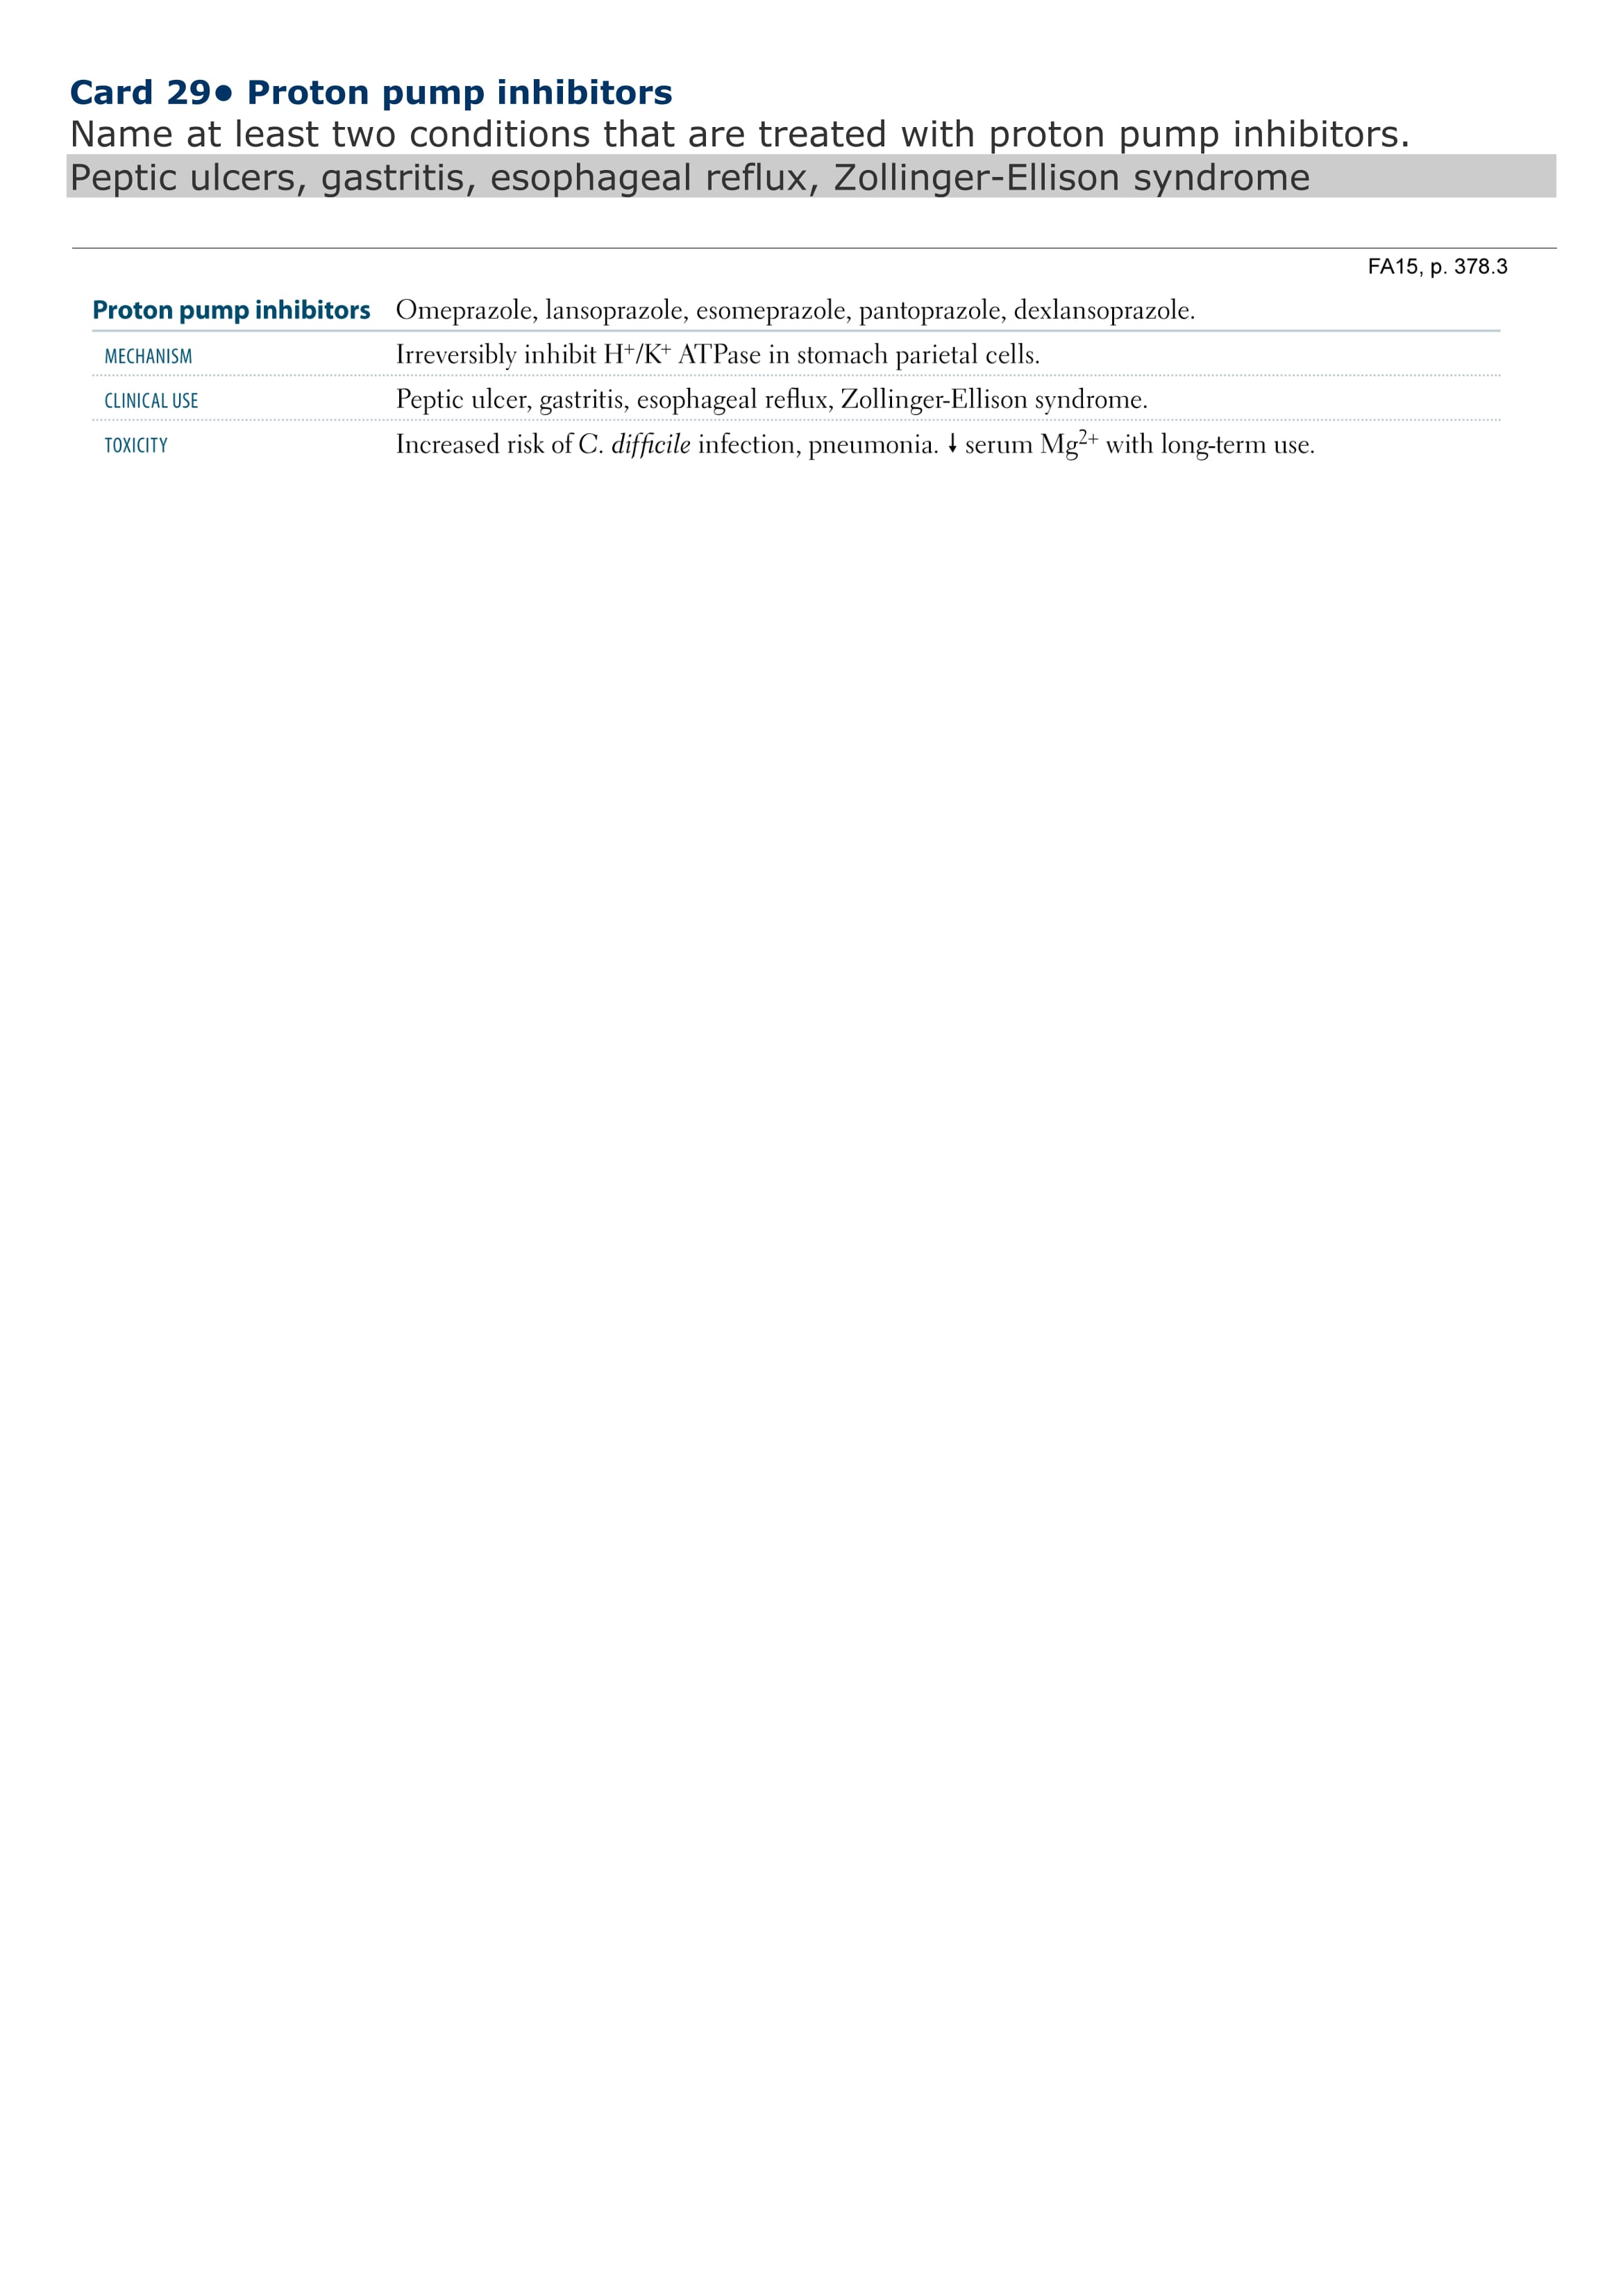 Card 29• Proton pump inhibitors
Name at least two conditions that are treated with proton pump inhibitors.
Peptic ulcers, gastritis, esophageal reflux, Zollinger-Ellison syndrome
FA15, p. 378.3
Proton pump inhibitors Omeprazole, lansoprazole, esomeprazole, pantoprazole, dexlansoprazole.
MECHANISM Irreversibly inhibit H⁺/K⁺ ATPase in stomach parietal cells.
CLINICAL USE Peptic ulcer, gastritis, esophageal reflux, Zollinger-Ellison syndrome.
TOXICITY Increased risk of C. difficile infection, pneumonia. ↓ serum Mg²⁺ with long-term use.